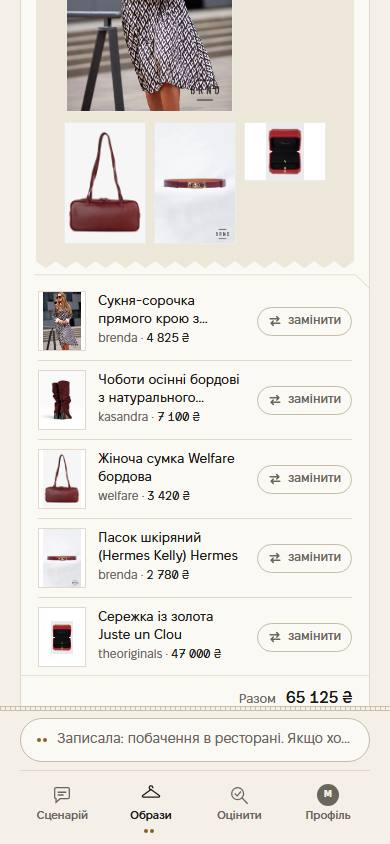 BRND
BRND
Сукня-сорочка
прямого крою з...
brenda · 4 825 ₴
замінити
Чоботи осінні бордові
з натурального...
kasandra · 7 100 ₴
замінити
Жіноча сумка Welfare
бордова
welfare · 3 420 ₴
замінити
Пасок шкіряний
(Hermes Kelly) Hermes
brenda · 2 780 ₴
замінити
Сережка із золота
Juste un Clou
theoriginals · 47 000 ₴
замінити
Разом 65 125 ₴
Записала: побачення в ресторані. Якщо хо...
Сценарій
Образи
Оцінити
М
Профіль